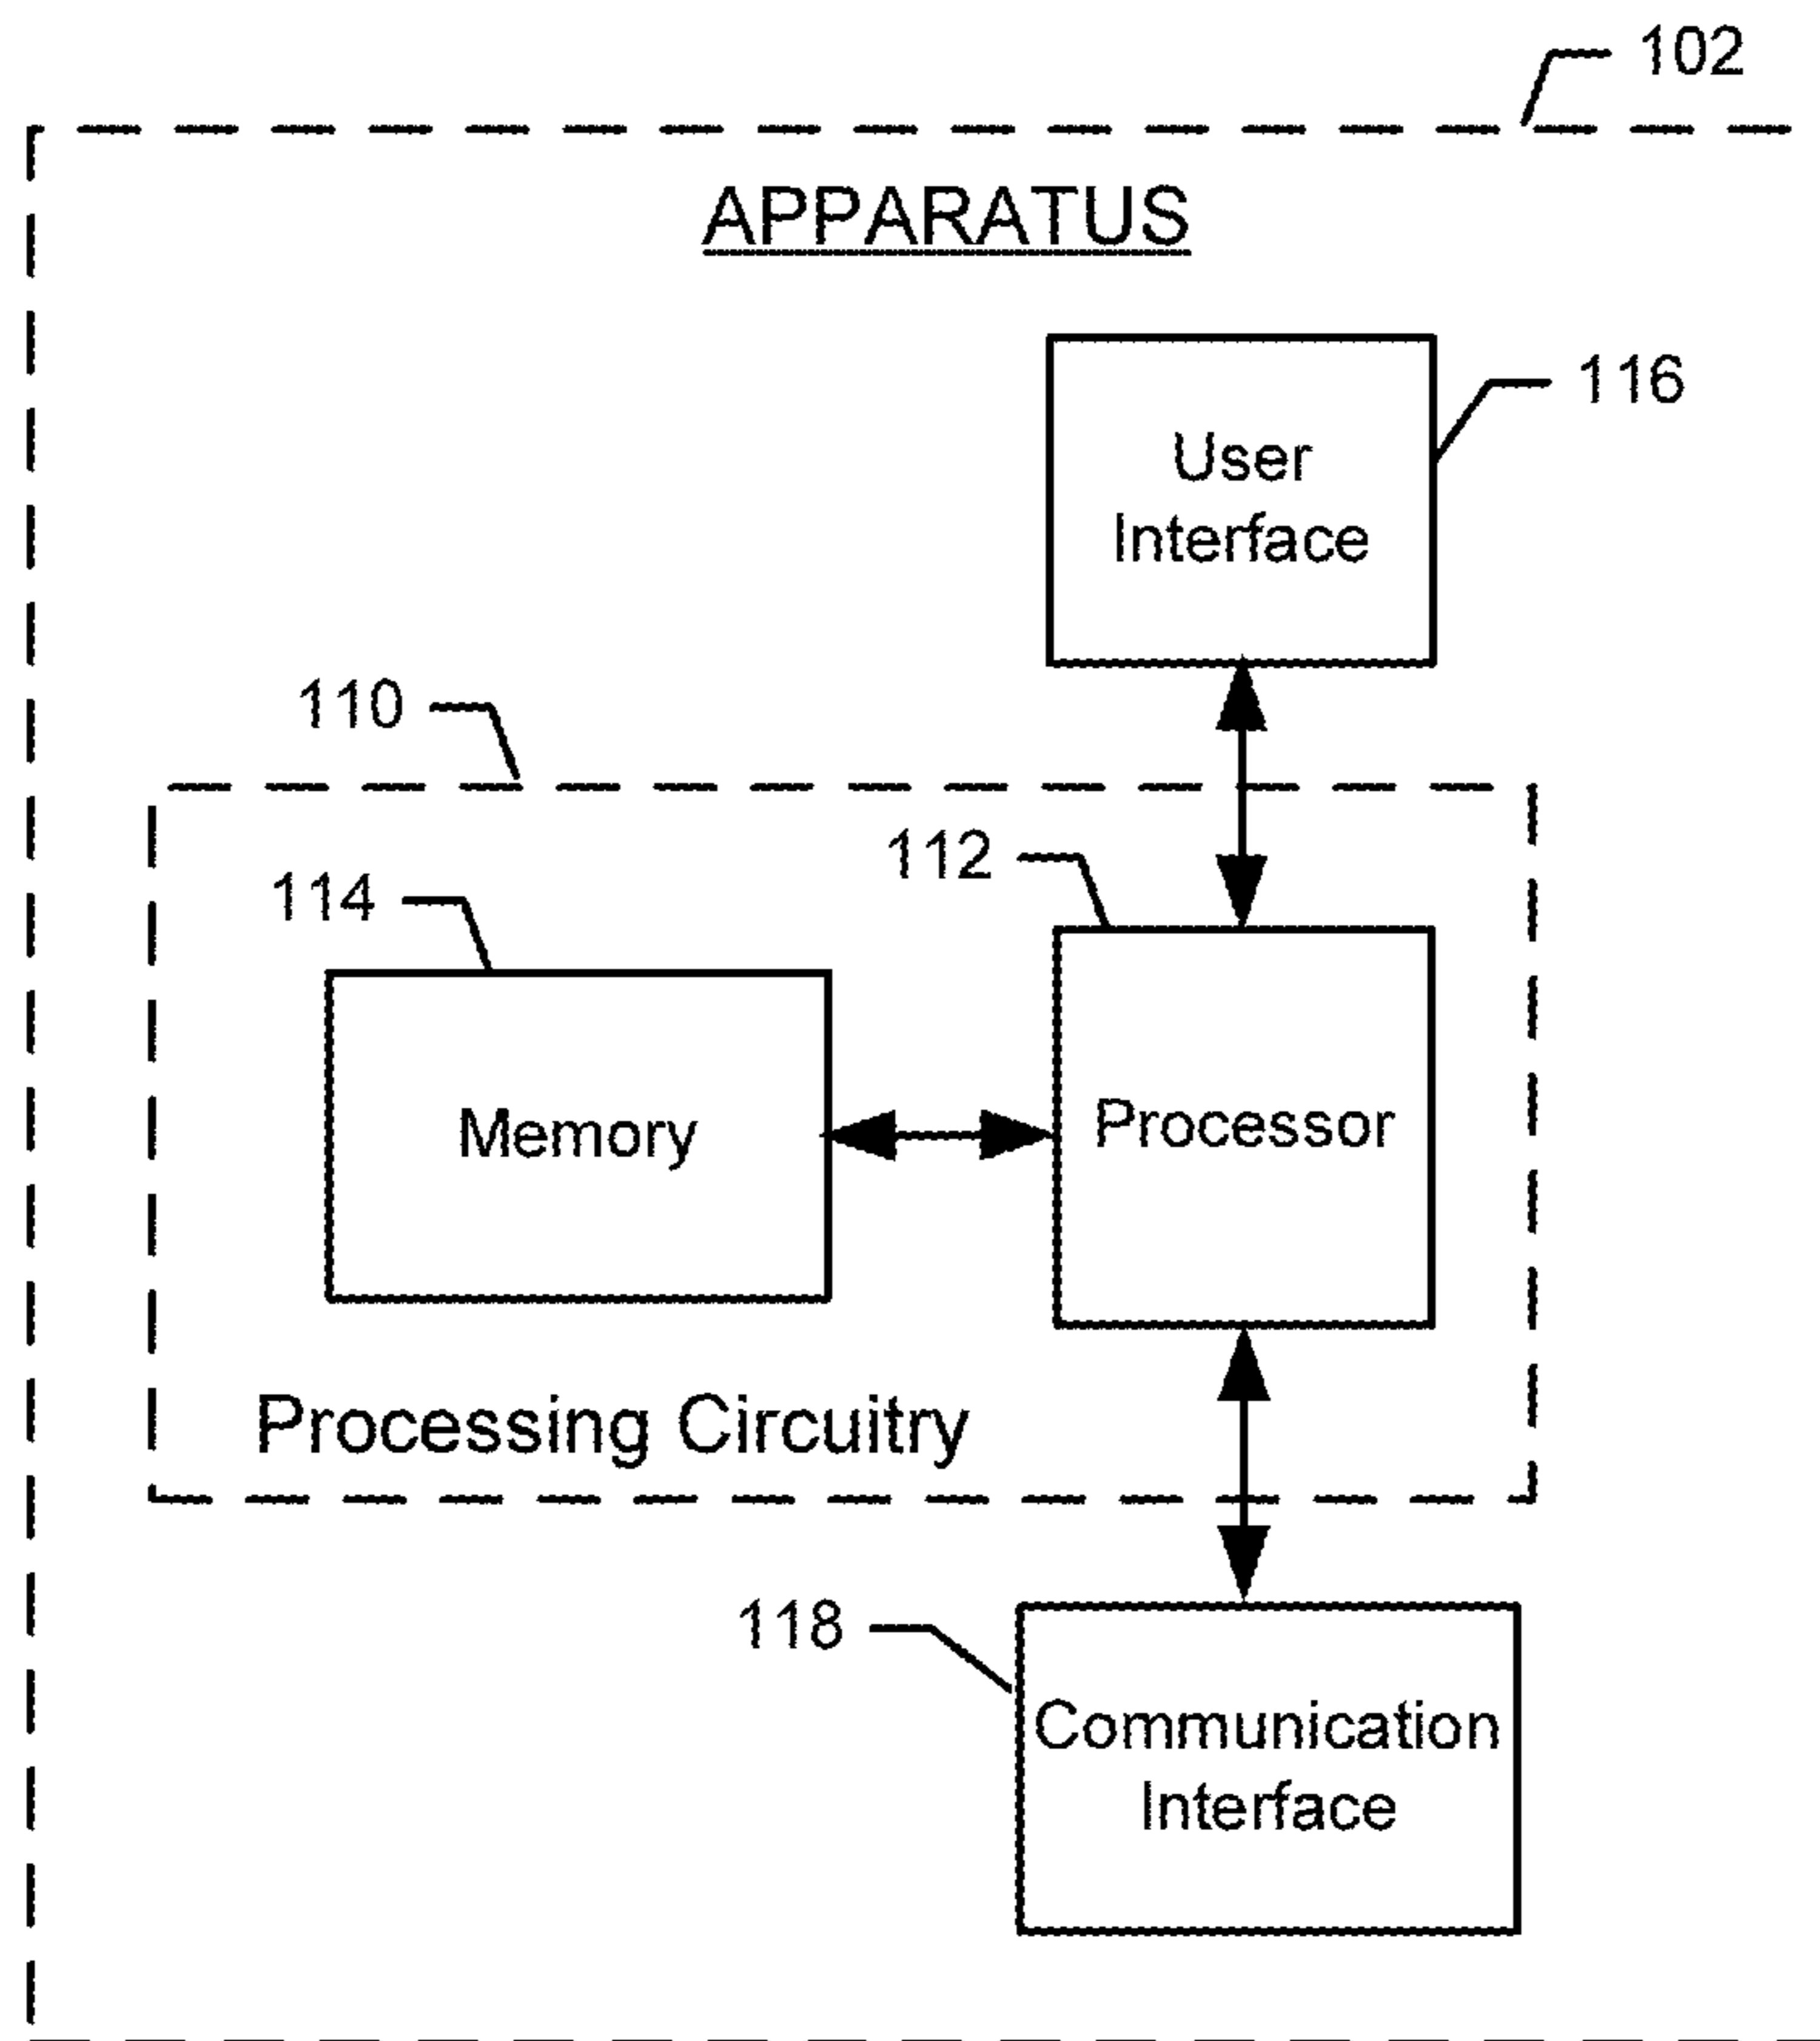 102
APPARATUS
116
User
Interface
110
112
114
Memory
Processor
Processing Circuitry
118
Communication
Interface